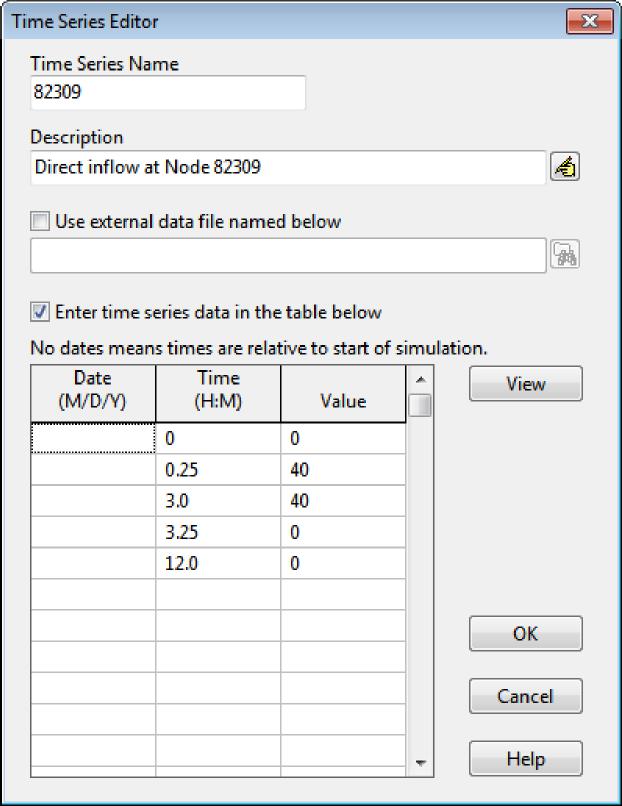 Time Series Editor
Time Series Name
82309
Description
Direct inflow at Node 82309
Use external data file named below
Enter time series data in the table below
No dates means times are relative to start of simulation.
Date (M/D/Y) Time (H:M) Value
0 0
0.25 40
3.0 40
3.25 0
12.0 0
View
OK
Cancel
Help